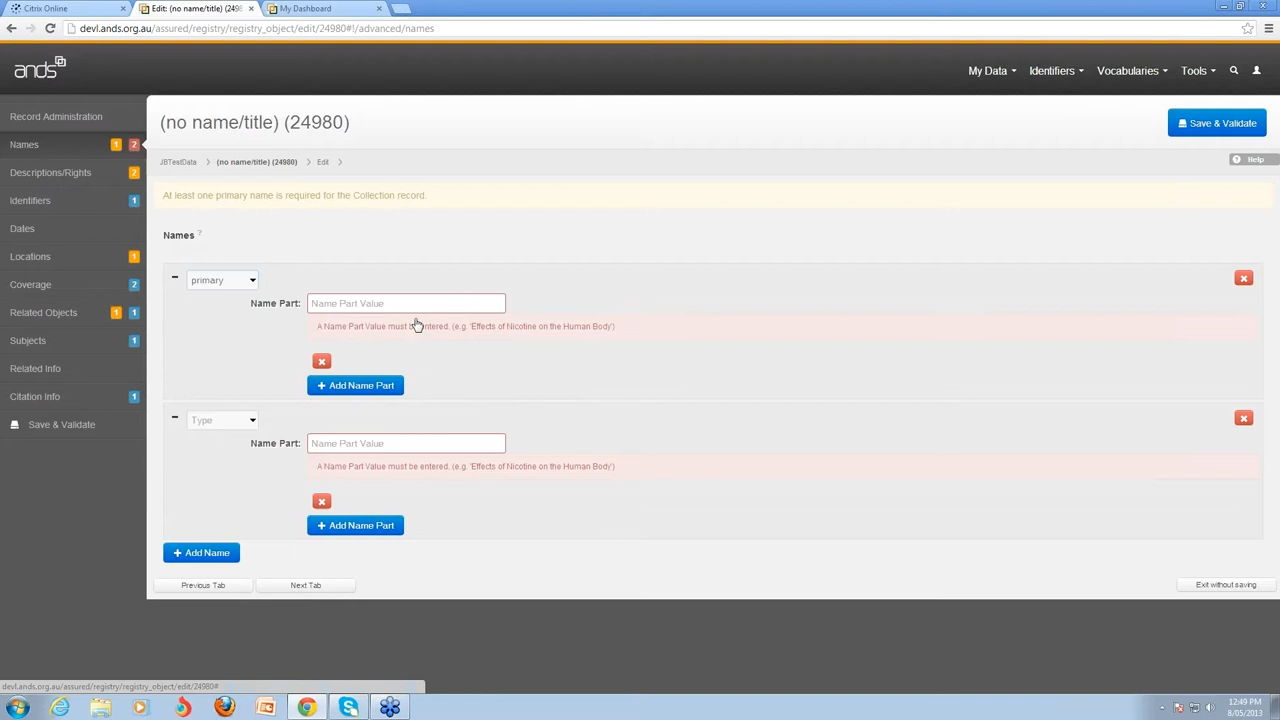 Citrix Online
Edit: (no name/title) (2498
My Dashboard
devl.ands.org.au/assured/registry/registry_object/edit/24980#!/advanced/names
ands
My Data
Identifiers
Vocabularies
Tools
Record Administration
Names 1 2
Descriptions/Rights 2
Identifiers 1
Dates
Locations 1
Coverage 2
Related Objects 1 1
Subjects 1
Related Info
Citation Info 1
Save & Validate
(no name/title) (24980)
Save & Validate
JBTestData
(no name/title) (24980)
Edit
? Help
At least one primary name is required for the Collection record.
Names ?
primary
Name Part: Name Part Value
A Name Part Value must be entered. (e.g. 'Effects of Nicotine on the Human Body')
+ Add Name Part
Type
Name Part: Name Part Value
A Name Part Value must be entered. (e.g. 'Effects of Nicotine on the Human Body')
+ Add Name Part
+ Add Name
Previous Tab
Next Tab
Exit without saving
devl.ands.org.au/assured/registry/registry_object/edit/24980#
12:49 PM
8/05/2013